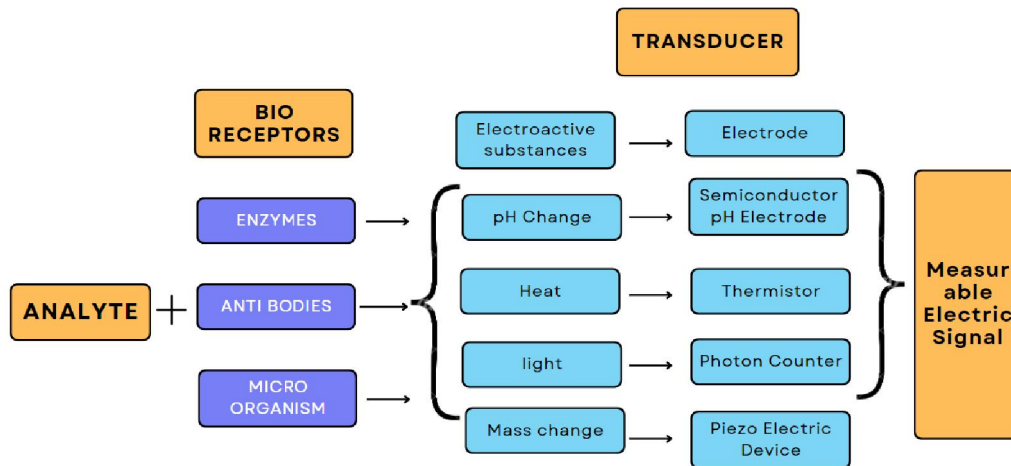 TRANSDUCER
BIO
RECEPTORS
Electroactive
substances
Electrode
ENZYMES
pH Change
Semiconductor
pH Electrode
ANALYTE
+
ANTI BODIES
Heat
Thermistor
Measur
able
Electric
Signal
MICRO
ORGANISM
light
Photon Counter
Mass change
Piezo Electric
Device